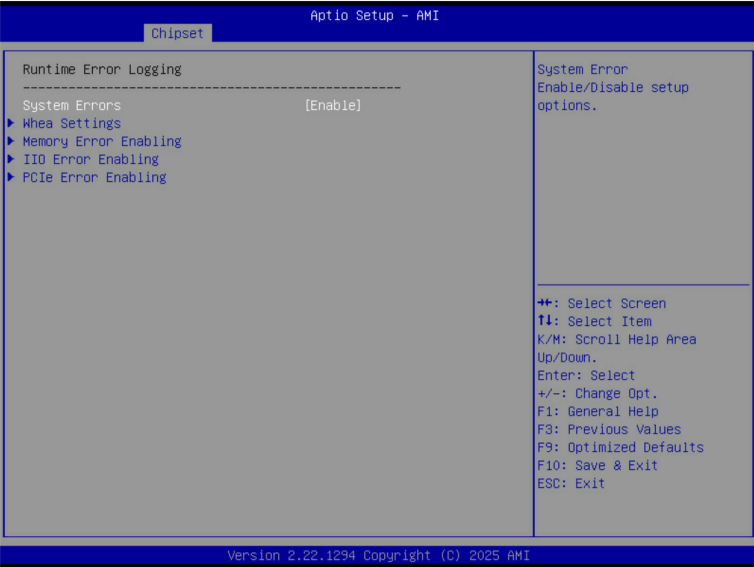 Aptio Setup – AMI
Chipset
Runtime Error Logging
--------------------------------------------------
System Errors [Enable]
Whea Settings
Memory Error Enabling
IIO Error Enabling
PCIe Error Enabling
System Error
Enable/Disable setup
options.
→←: Select Screen
↑↓: Select Item
K/M: Scroll Help Area
Up/Down.
Enter: Select
+/-: Change Opt.
F1: General Help
F3: Previous Values
F9: Optimized Defaults
F10: Save & Exit
ESC: Exit
Version 2.22.1294 Copyright (C) 2025 AMI